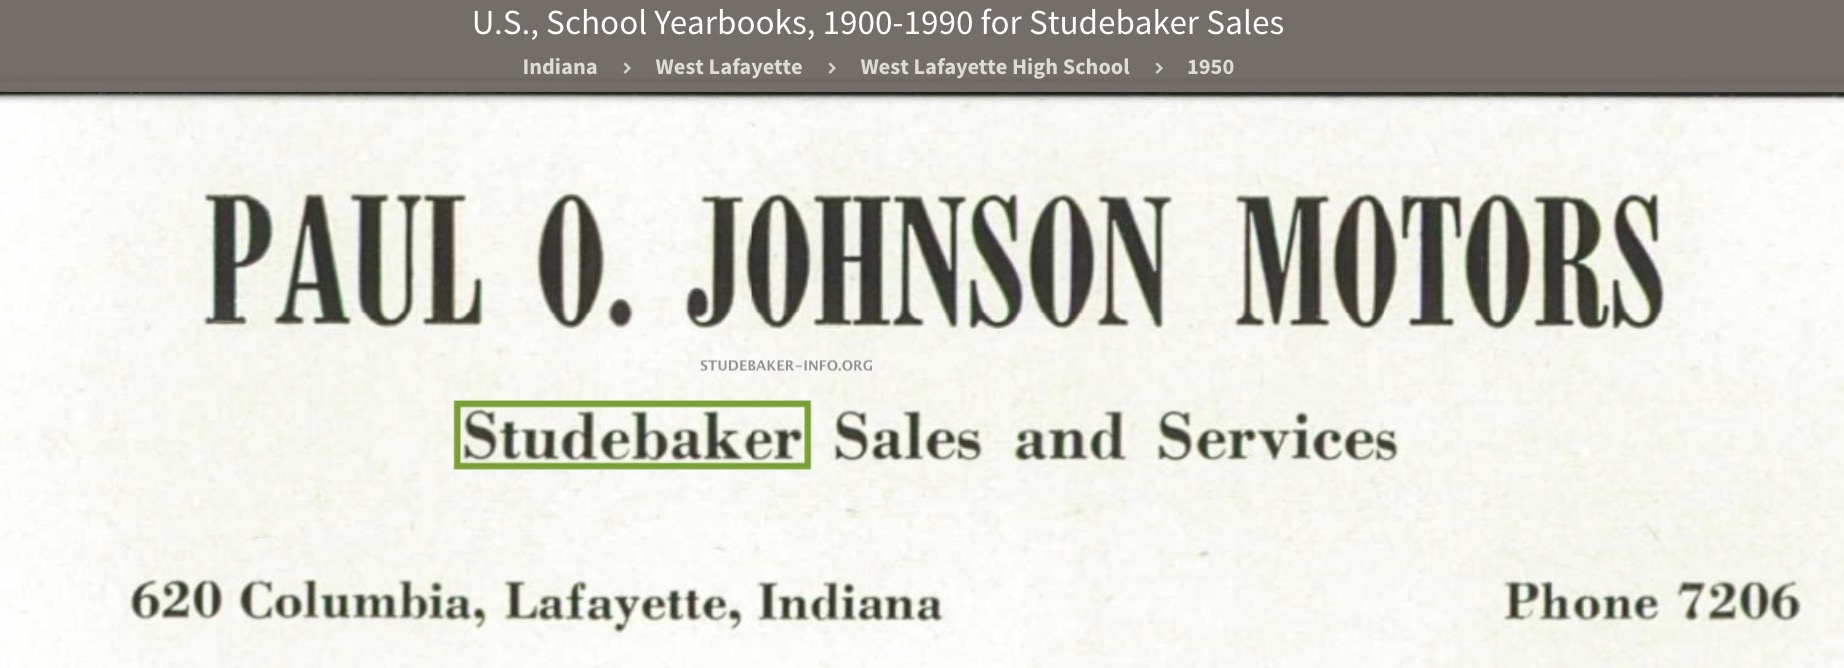 U.S., School Yearbooks, 1900-1990 for Studebaker Sales
Indiana > West Lafayette > West Lafayette High School > 1950
PAUL O. JOHNSON MOTORS
STUDEBAKER-INFO.ORG
Studebaker Sales and Services
620 Columbia, Lafayette, Indiana Phone 7206